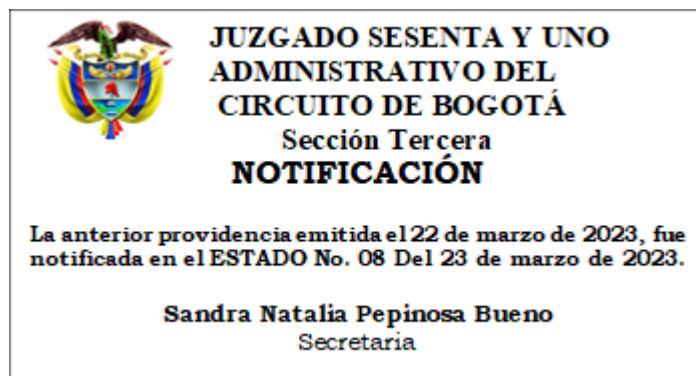 JUZGADO SESENTA Y UNO
ADMINISTRATIVO DEL
CIRCUITO DE BOGOTÁ
Sección Tercera
NOTIFICACIÓN
La anterior providencia emitida el 22 de marzo de 2023, fue
notificada en el ESTADO No. 08 Del 23 de marzo de 2023.
Sandra Natalia Pepinosa Bueno
Secretaria